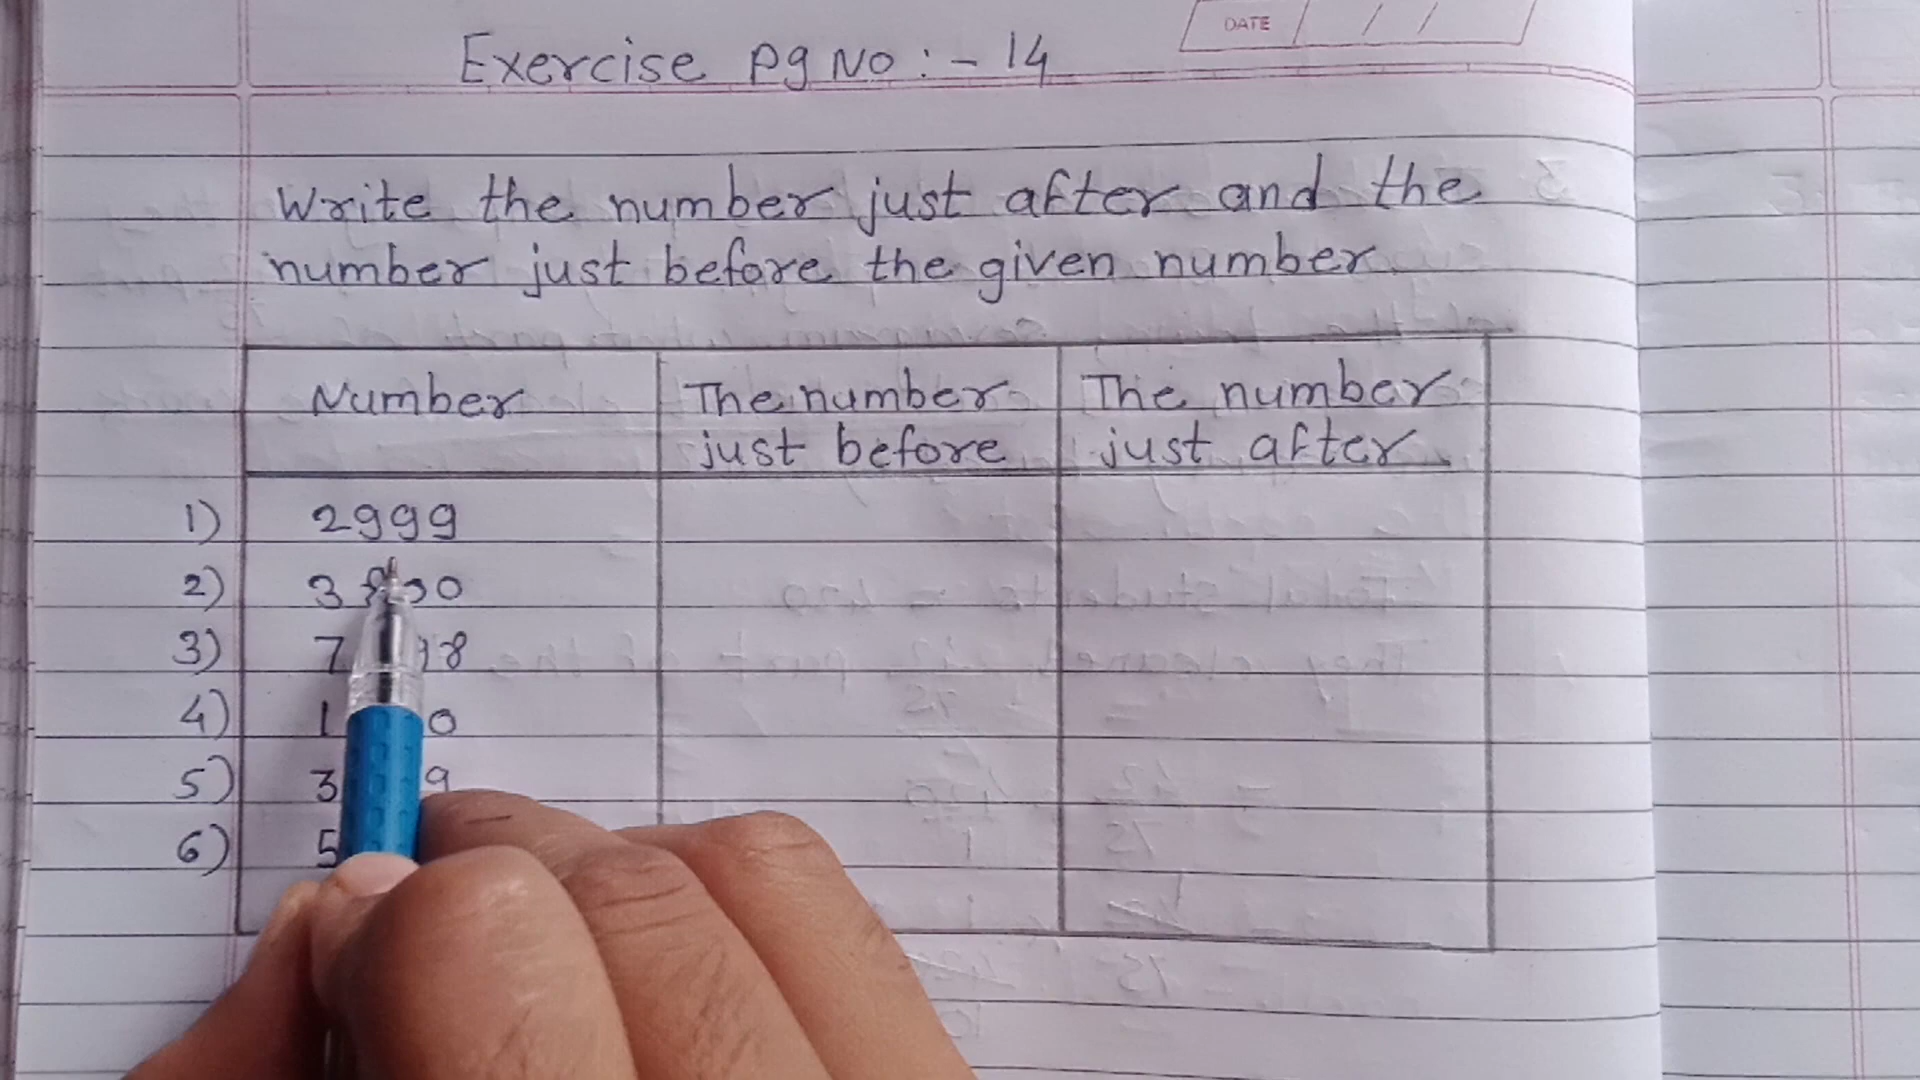 DATE / /
Exercise pg No : - 14
Write the number just after and the
number just before the given number
Number The number just before The number just after
1) 2999
2)
3)
4)
5)
6)